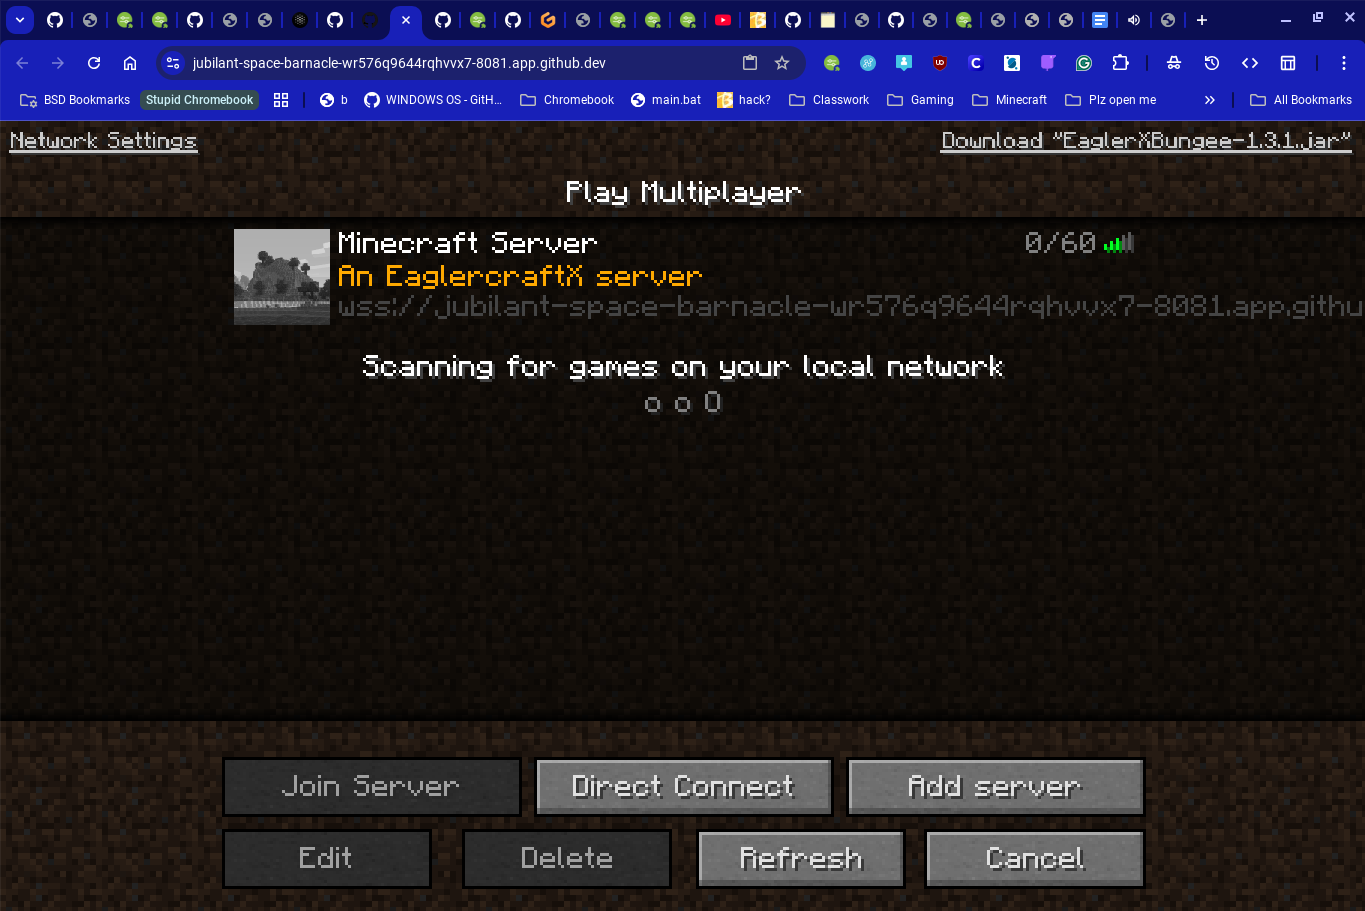 jubilant-space-barnacle-wr576q9644rqhvvx7-8081.app.github.dev
BSD Bookmarks
Stupid Chromebook
b
WINDOWS OS - GitH...
Chromebook
main.bat
hack?
Classwork
Gaming
Minecraft
Plz open me
All Bookmarks
Network Settings
Download "EaglerXBungee-1.3.1.jar"
Play Multiplayer
Minecraft Server
0/60
An EaglercraftX server
wss://jubilant-space-barnacle-wr576q9644rqhvvx7-8081.app.githu
Scanning for games on your local network
o o O
Join Server
Direct Connect
Add server
Edit
Delete
Refresh
Cancel